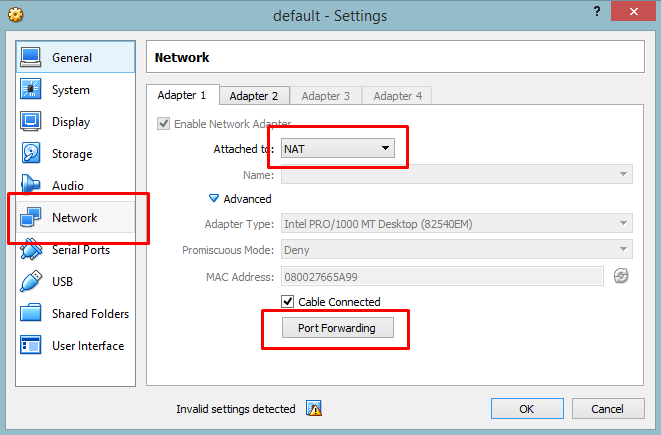 default - Settings
?
General
System
Display
Storage
Audio
Network
Serial Ports
USB
Shared Folders
User Interface
Network
Adapter 1 Adapter 2 Adapter 3 Adapter 4
Enable Network Adapter
Attached to: NAT
Name:
Advanced
Adapter Type: Intel PRO/1000 MT Desktop (82540EM)
Promiscuous Mode: Deny
MAC Address: 080027665A99
Cable Connected
Port Forwarding
Invalid settings detected
OK Cancel